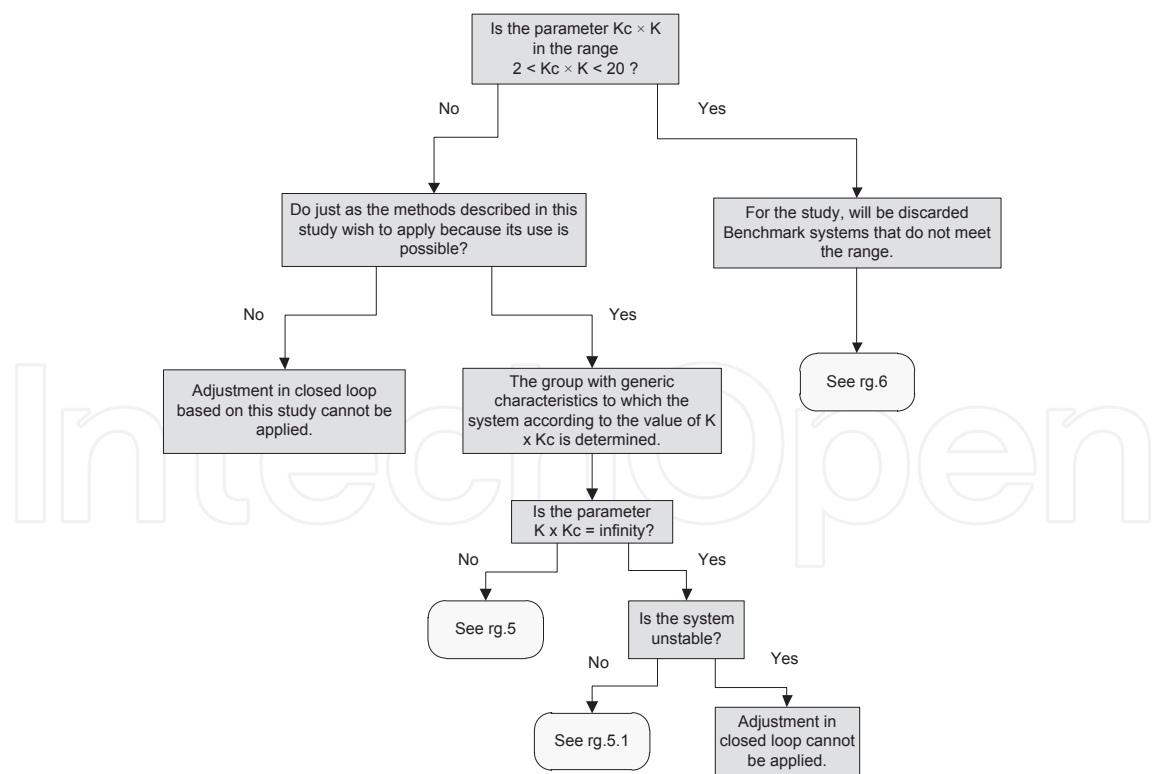 Is the parameter Kc × K
in the range
2 < Kc × K < 20 ?
No
Yes
Do just as the methods described in this
study wish to apply because its use is
possible?
For the study, will be discarded
Benchmark systems that do not meet
the range.
No
Yes
Adjustment in closed loop
based on this study cannot be
applied.
The group with generic
characteristics to which the
system according to the value of K
x Kc is determined.
See rg.6
IntechOpen
Is the parameter
K x Kc = infinity?
No
Yes
See rg.5
Is the system
unstable?
No
Yes
See rg.5.1
Adjustment in
closed loop cannot
be applied.